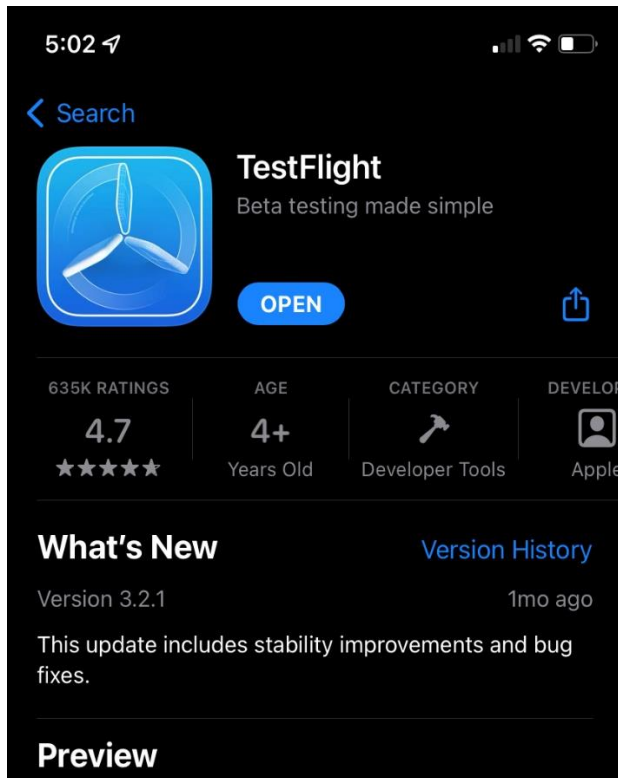 5:02
Search
TestFlight
Beta testing made simple
OPEN
635K RATINGS
AGE
CATEGORY
DEVELOP
4.7
4+
Years Old
Developer Tools
Apple
What's New
Version History
Version 3.2.1
1mo ago
This update includes stability improvements and bug
fixes.
Preview